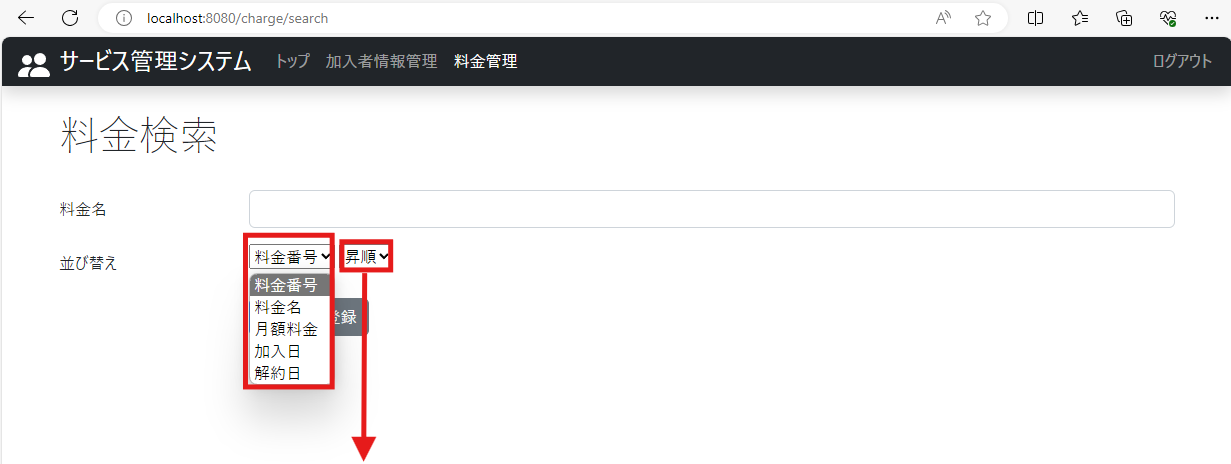 localhost:8080/charge/search
サービス管理システム トップ 加入者情報管理 料金管理 ログアウト
料金検索
料金名
並び替え 料金番号 昇順
料金番号
料金名
月額料金
加入日
解約日
登録